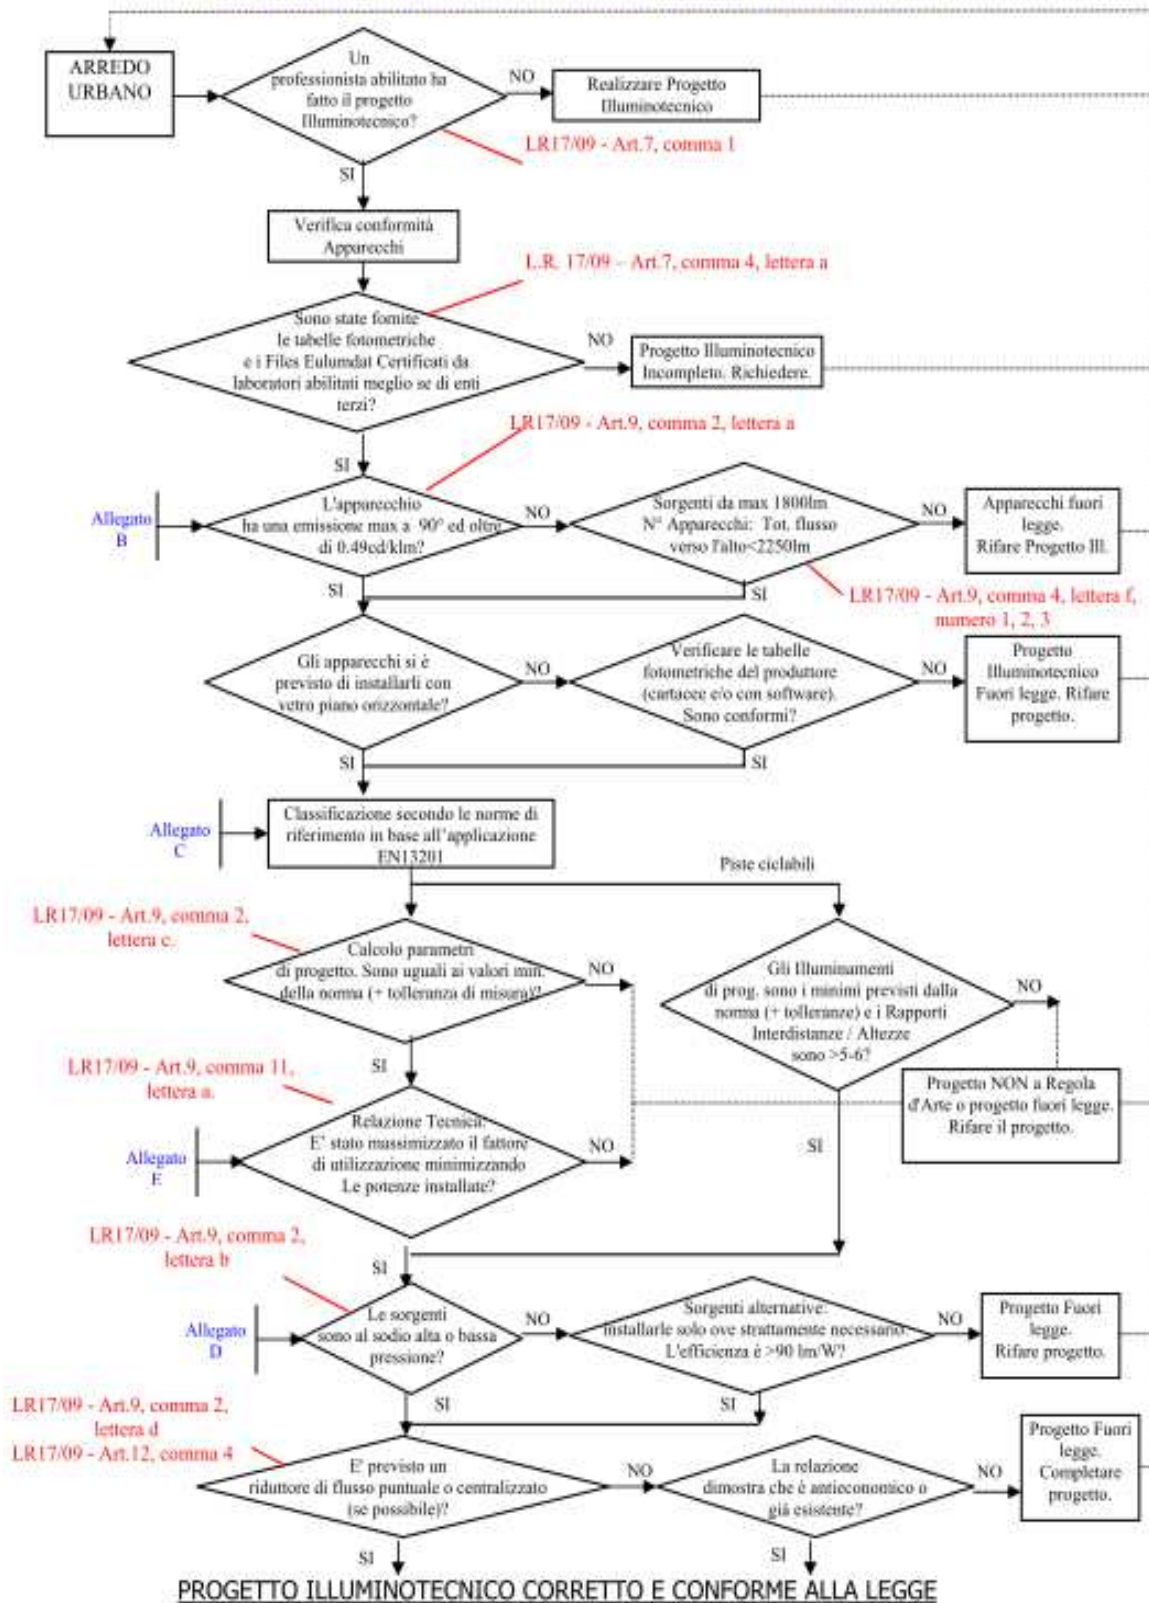 ARREDO
URBANO
Un
professionista abilitato ha
fatto il progetto
Illuminotecnico?
NO
Realizzare Progetto
Illuminotecnico
LR17/09 - Art.7, comma 1
SI
Verifica conformità
Apparecchi
L.R. 17/09 – Art.7, comma 4, lettera a
Sono state fornite
le tabelle fotometriche
e i Files Eulumdat Certificati da
laboratori abilitati meglio se di enti
terzi?
NO
Progetto Illuminotecnico
Incompleto. Richiedere.
LR17/09 - Art.9, comma 2, lettera a
SI
Allegato
B
L'apparecchio
ha una emissione max a 90° ed oltre
di 0.49cd/klm?
NO
Sorgenti da max 1800lm
N° Apparecchi: Tot. flusso
verso l'alto<2250lm
NO
Apparecchi fuori
legge.
Rifare Progetto Ill.
SI
SI
LR17/09 - Art.9, comma 4, lettera f,
numero 1, 2, 3
Gli apparecchi si è
previsto di installarli con
vetro piano orizzontale?
NO
Verificare le tabelle
fotometriche del produttore
(cartacee e/o con software).
Sono conformi?
NO
Progetto
Illuminotecnico
Fuori legge. Rifare
progetto.
SI
SI
Allegato
C
Classificazione secondo le norme di
riferimento in base all'applicazione
EN13201
Piste ciclabili
LR17/09 - Art.9, comma 2,
lettera c.
Calcolo parametri
di progetto. Sono uguali ai valori min.
della norma (+ tolleranza di misura)?
NO
Gli Illuminamenti
di prog. sono i minimi previsti dalla
norma (+ tolleranze) e i Rapporti
Interdistanze / Altezze
sono >5-6?
NO
SI
LR17/09 - Art.9, comma 11,
lettera a.
Relazione Tecnica:
E' stato massimizzato il fattore
di utilizzazione minimizzando
Le potenze installate?
NO
Allegato
E
Progetto NON a Regola
d'Arte o progetto fuori legge.
Rifare il progetto.
SI
LR17/09 - Art.9, comma 2,
lettera b
SI
Allegato
D
Le sorgenti
sono al sodio alta o bassa
pressione?
NO
Sorgenti alternative:
installarle solo ove strattamente necessario.
L'efficienza è >90 lm/W?
NO
Progetto Fuori
legge.
Rifare progetto.
SI
SI
LR17/09 - Art.9, comma 2,
lettera d
LR17/09 - Art.12, comma 4
E' previsto un
riduttore di flusso puntuale o centralizzato
(se possibile)?
NO
La relazione
dimostra che è antieconomico o
già esistente?
NO
Progetto Fuori
legge.
Completare
progetto.
SI
SI
PROGETTO ILLUMINOTECNICO CORRETTO E CONFORME ALLA LEGGE